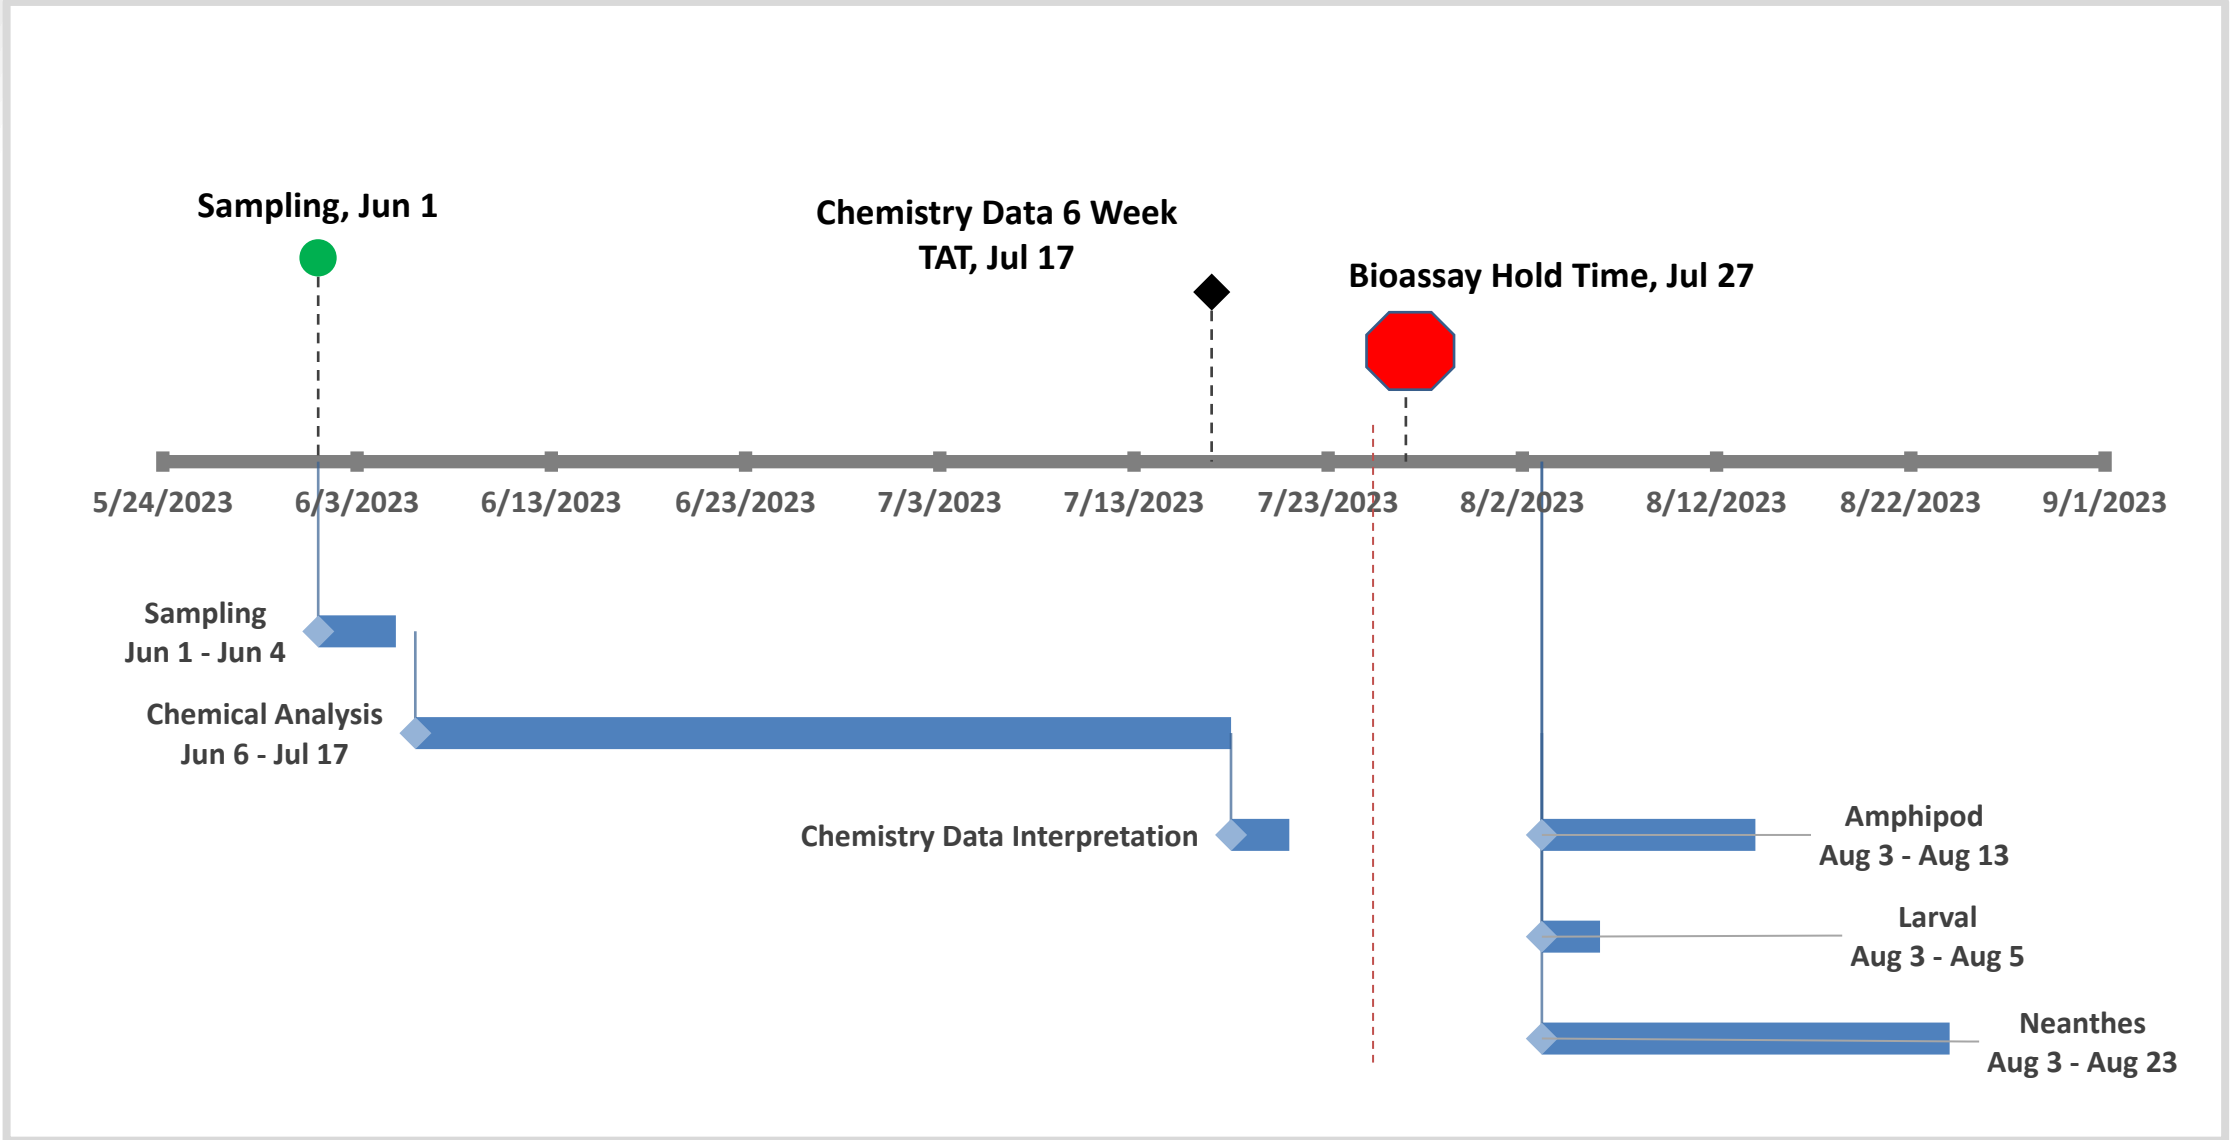 Sampling, Jun 1
Chemistry Data 6 Week
TAT, Jul 17
Bioassay Hold Time, Jul 27
5/24/2023
6/3/2023
6/13/2023
6/23/2023
7/3/2023
7/13/2023
7/23/2023
8/2/2023
8/12/2023
8/22/2023
9/1/2023
Sampling
Jun 1 - Jun 4
Chemical Analysis
Jun 6 - Jul 17
Chemistry Data Interpretation
Amphipod
Aug 3 - Aug 13
Larval
Aug 3 - Aug 5
Neanthes
Aug 3 - Aug 23